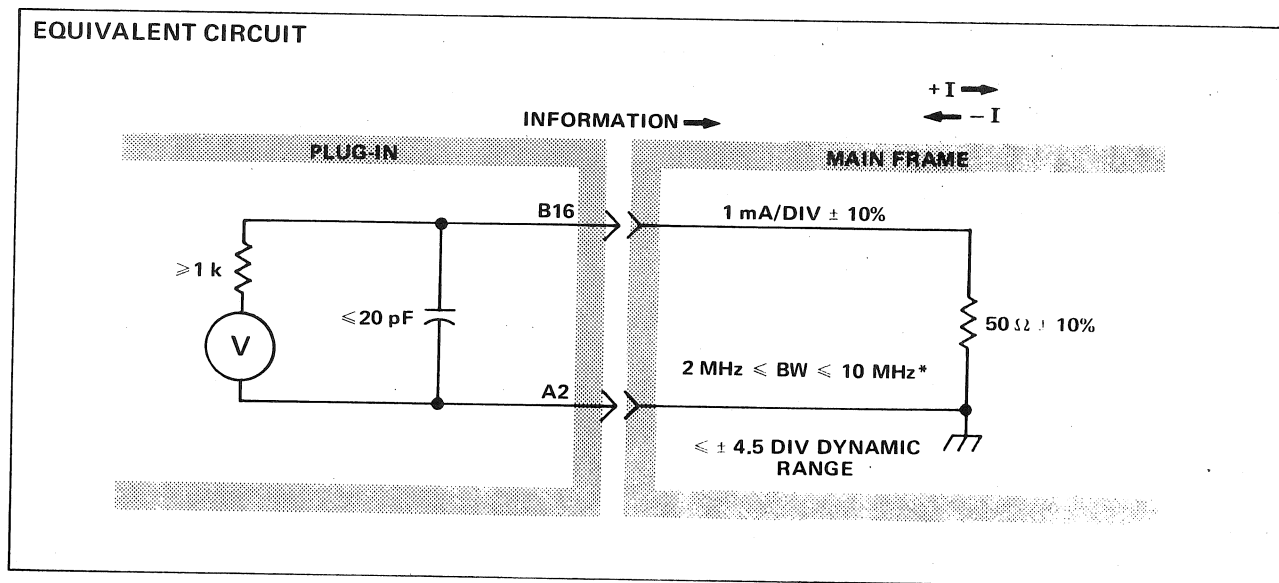 EQUIVALENT CIRCUIT
+ I
INFORMATION
– I
PLUG-IN
MAIN FRAME
B16
1 mA/DIV ± 10%
⩾ 1 k
⩽ 20 pF
V
50 Ω ± 10%
2 MHz ⩽ BW ⩽ 10 MHz*
A2
⩽ ± 4.5 DIV DYNAMIC
RANGE